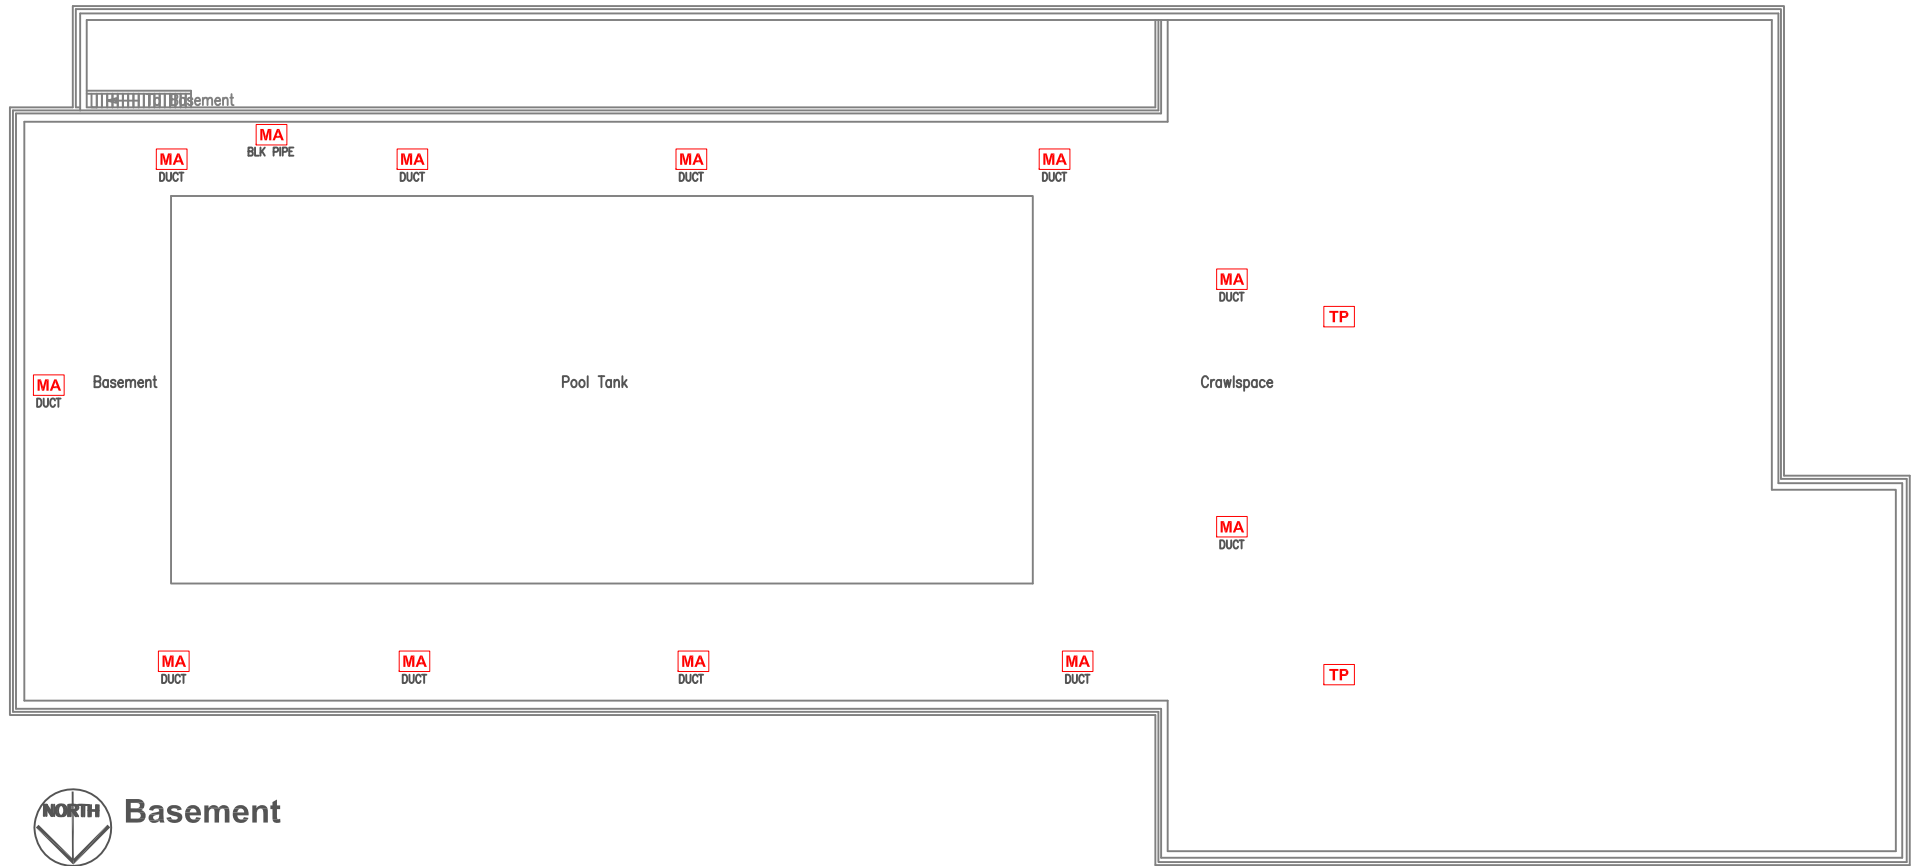 To Basement
MA
BLK PIPE
MA
DUCT
MA
DUCT
MA
DUCT
MA
DUCT
MA
DUCT
TP
MA
DUCT
Basement
Pool Tank
Crawlspace
MA
DUCT
MA
DUCT
MA
DUCT
MA
DUCT
MA
DUCT
TP
NORTH
Basement